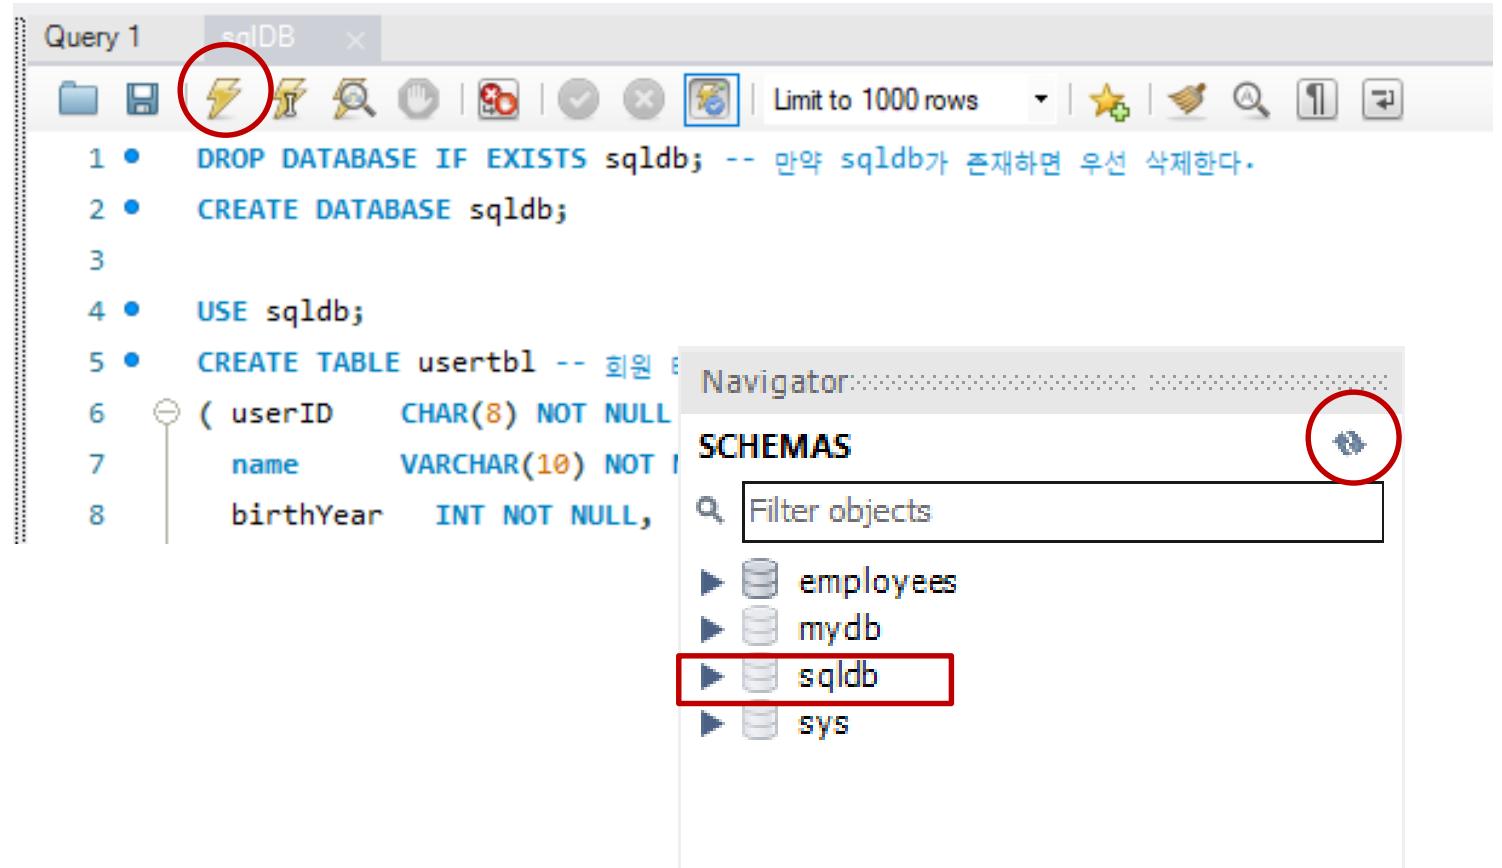 Query 1
sqlDB
Limit to 1000 rows
1 DROP DATABASE IF EXISTS sqldb; -- 만약 sqldb가 존재하면 우선 삭제한다.
2 CREATE DATABASE sqldb;
3
4 USE sqldb;
5 CREATE TABLE usertbl -- 회원
6 ( userID CHAR(8) NOT NULL
7 name VARCHAR(10) NOT
8 birthYear INT NOT NULL,
Navigator
SCHEMAS
Filter objects
employees
mydb
sqldb
sys